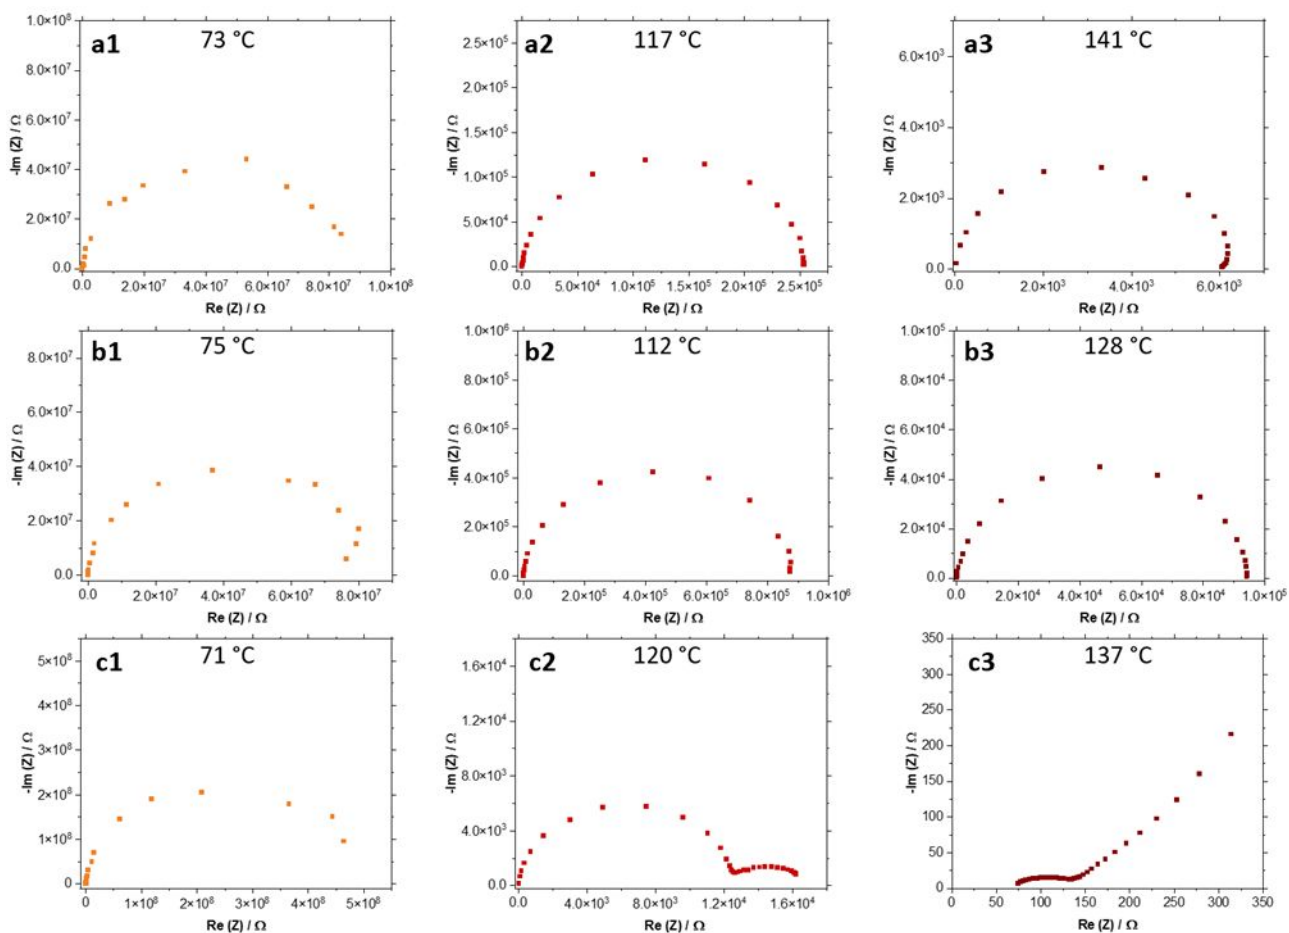 a1 73 °C
1.0×10⁸
8.0×10⁷
6.0×10⁷
4.0×10⁷
2.0×10⁷
0.0
-Im (Z) / Ω
0.0 2.0×10⁷ 4.0×10⁷ 6.0×10⁷ 8.0×10⁷ 1.0×10⁸
Re (Z) / Ω
a2 117 °C
2.5×10⁵
2.0×10⁵
1.5×10⁵
1.0×10⁵
5.0×10⁴
0.0
-Im (Z) / Ω
0.0 5.0×10⁴ 1.0×10⁵ 1.5×10⁵ 2.0×10⁵ 2.5×10⁵
Re (Z) / Ω
a3 141 °C
6.0×10³
4.0×10³
2.0×10³
0.0
-Im (Z) / Ω
0.0 2.0×10³ 4.0×10³ 6.0×10³
Re (Z) / Ω
b1 75 °C
8.0×10⁷
6.0×10⁷
4.0×10⁷
2.0×10⁷
0.0
-Im (Z) / Ω
0.0 2.0×10⁷ 4.0×10⁷ 6.0×10⁷ 8.0×10⁷
Re (Z) / Ω
b2 112 °C
1.0×10⁶
8.0×10⁵
6.0×10⁵
4.0×10⁵
2.0×10⁵
0.0
-Im (Z) / Ω
0.0 2.0×10⁵ 4.0×10⁵ 6.0×10⁵ 8.0×10⁵ 1.0×10⁶
Re (Z) / Ω
b3 128 °C
1.0×10⁵
8.0×10⁴
6.0×10⁴
4.0×10⁴
2.0×10⁴
0.0
-Im (Z) / Ω
0.0 2.0×10⁴ 4.0×10⁴ 6.0×10⁴ 8.0×10⁴ 1.0×10⁵
Re (Z) / Ω
c1 71 °C
5×10⁸
4×10⁸
3×10⁸
2×10⁸
1×10⁸
0
-Im (Z) / Ω
0 1×10⁸ 2×10⁸ 3×10⁸ 4×10⁸ 5×10⁸
Re (Z) / Ω
c2 120 °C
1.6×10⁴
1.2×10⁴
8.0×10³
4.0×10³
0.0
-Im (Z) / Ω
0.0 4.0×10³ 8.0×10³ 1.2×10⁴ 1.6×10⁴
Re (Z) / Ω
c3 137 °C
350
300
250
200
150
100
50
0
-Im (Z) / Ω
0 50 100 150 200 250 300 350
Re (Z) / Ω